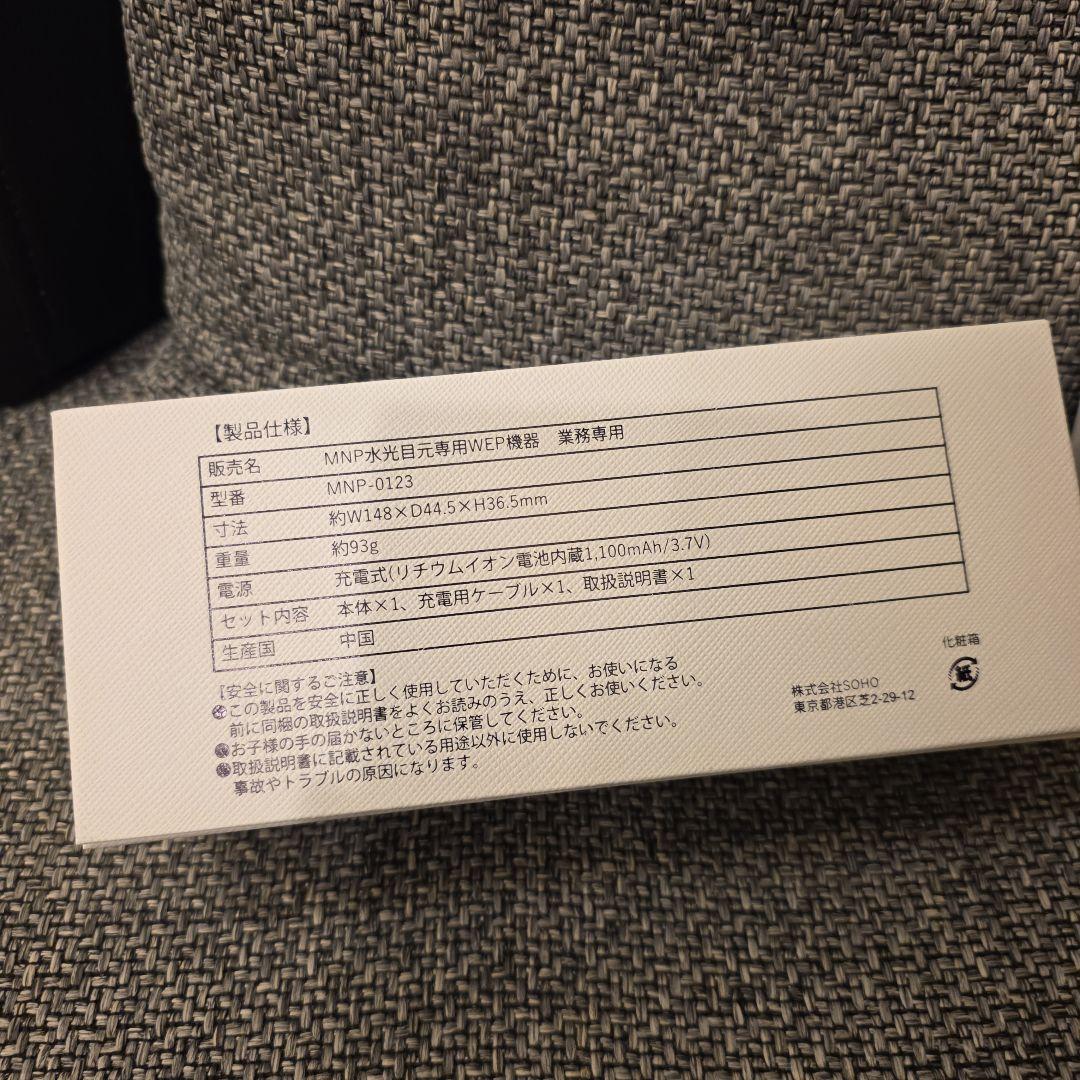 【製品仕様】
販売名 MNP水光目元専用WEP機器 業務専用
型番 MNP-0123
寸法 約W148×D44.5×H36.5mm
重量 約93g
電源 充電式(リチウムイオン電池内蔵1,100mAh/3.7V)
セット内容 本体×1、充電用ケーブル×1、取扱説明書×1
生産国 中国
【安全に関するご注意】
●この製品を安全に正しく使用していただくために、お使いになる
前に同梱の取扱説明書をよくお読みのうえ、正しくお使いください。
●お子様の手の届かないところに保管してください。
●取扱説明書に記載されている用途以外に使用しないでください。
事故やトラブルの原因になります。
株式会社SOHO
東京都港区芝2-29-12
化粧箱
紙